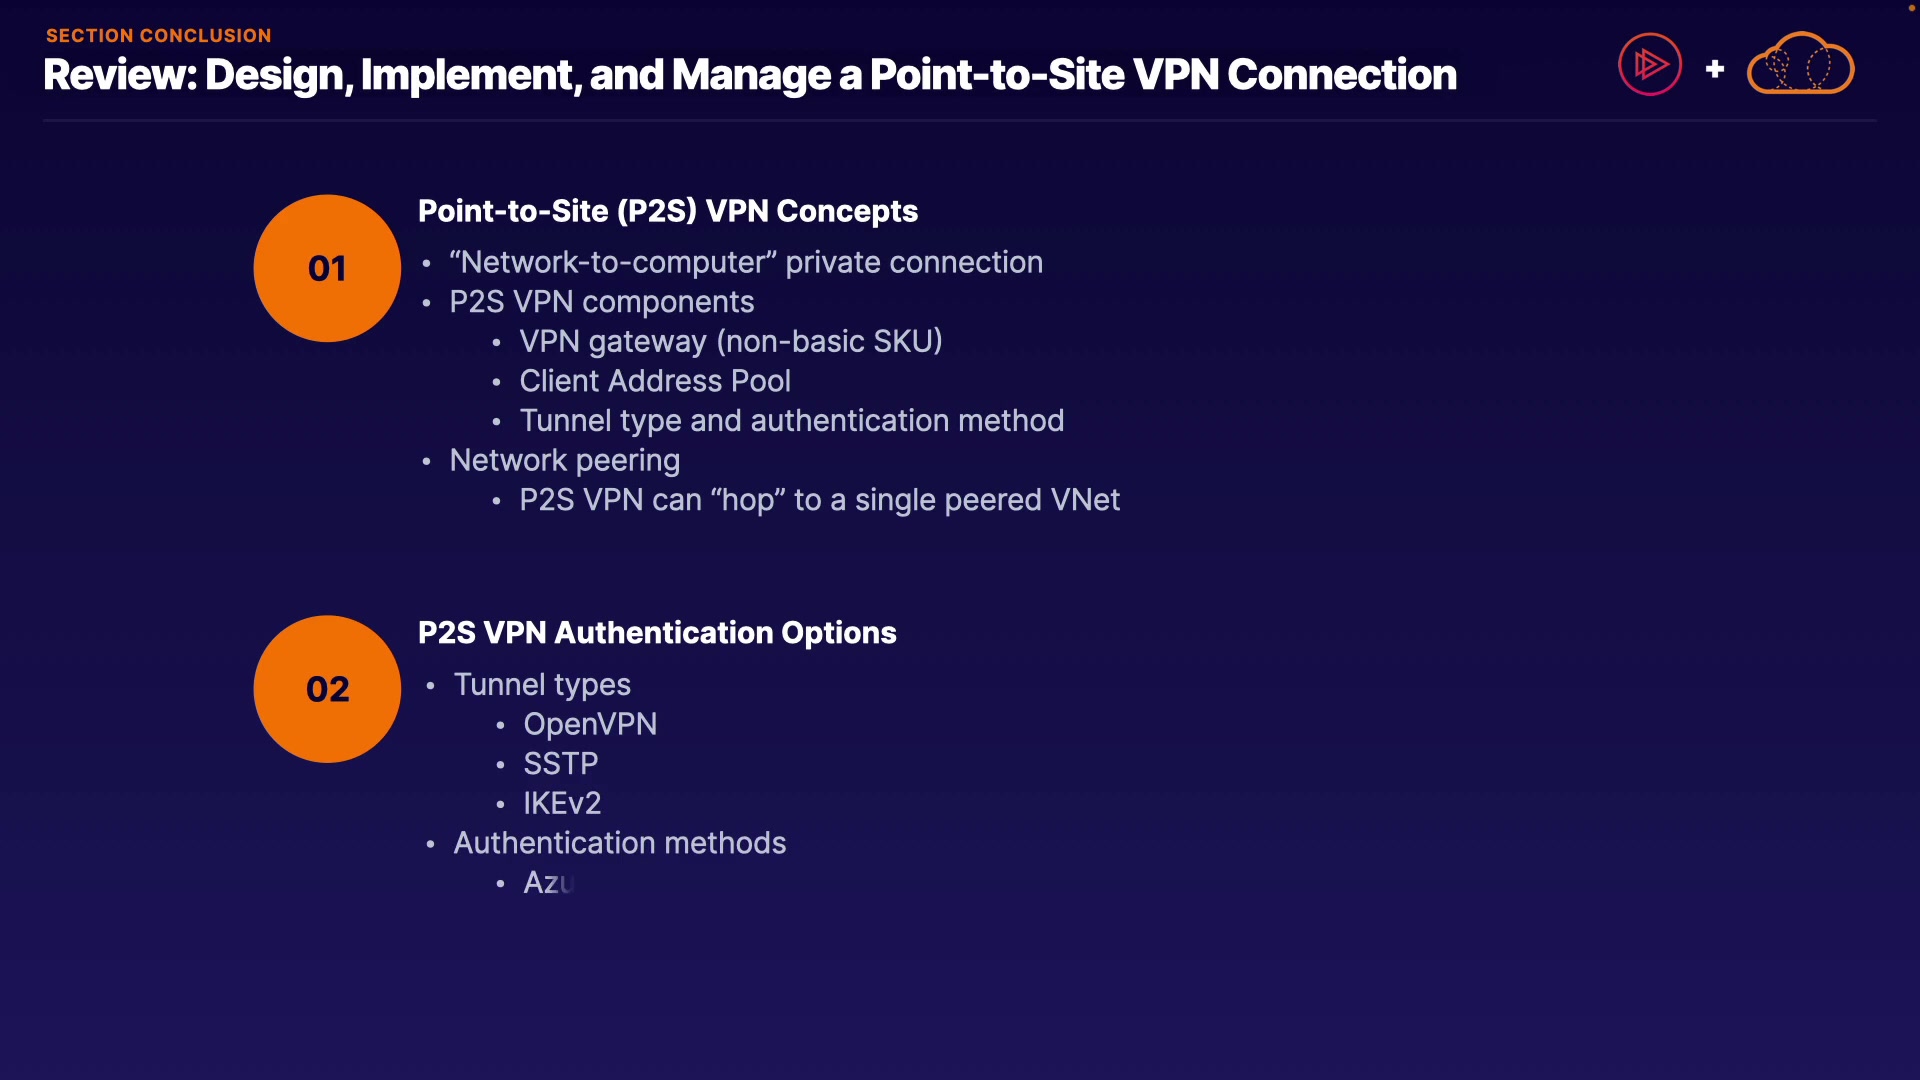 SECTION CONCLUSION
Review: Design, Implement, and Manage a Point-to-Site VPN Connection
+
01
Point-to-Site (P2S) VPN Concepts
• “Network-to-computer” private connection
• P2S VPN components
• VPN gateway (non-basic SKU)
• Client Address Pool
• Tunnel type and authentication method
• Network peering
• P2S VPN can “hop” to a single peered VNet
02
P2S VPN Authentication Options
• Tunnel types
• OpenVPN
• SSTP
• IKEv2
• Authentication methods
• Azu